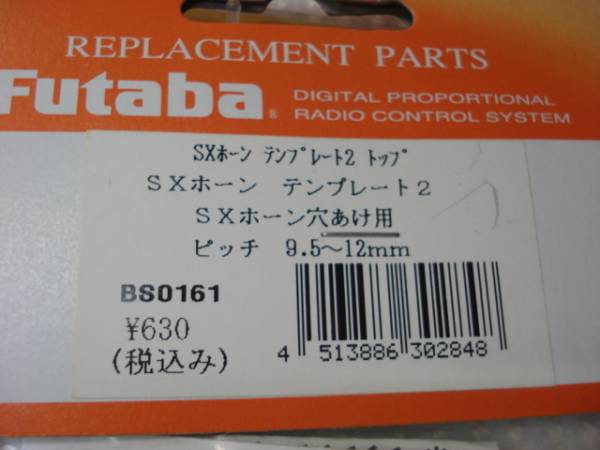 REPLACEMENT PARTS
Futaba®
DIGITAL PROPORTIONAL
RADIO CONTROL SYSTEM
SXホーン テンプレート2 トップ
SXホーン テンプレート2
SXホーン穴あけ用
ピッチ 9.5～12mm
BS0161
¥630
(税込み)
4 513886 302848